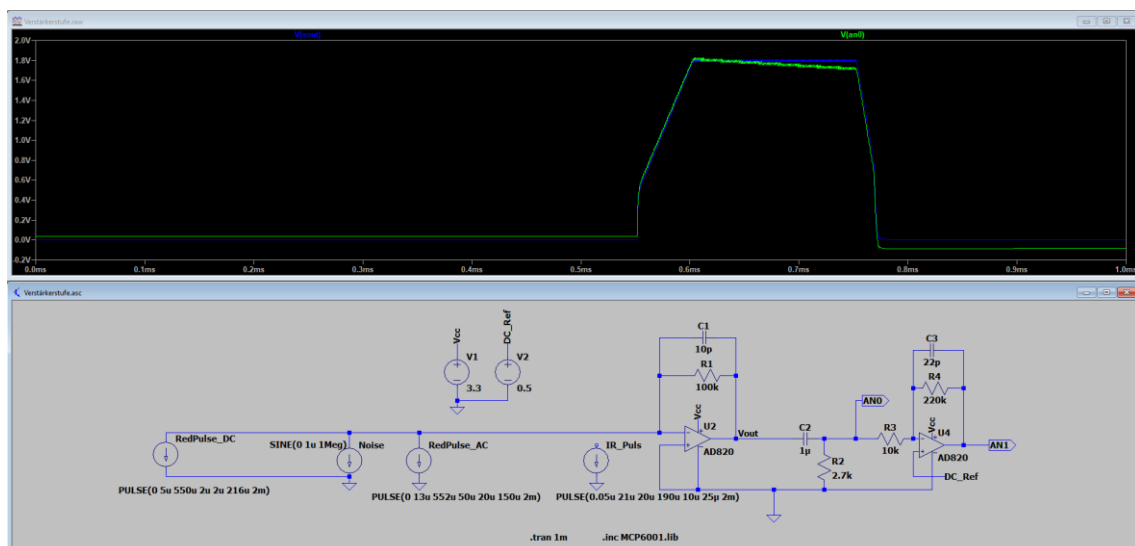 Verstärkerstufe.raw
V(vout)
V(an0)
2.0V
1.8V
1.6V
1.4V
1.2V
1.0V
0.8V
0.6V
0.4V
0.2V
0.0V
-0.2V
0.0ms 0.1ms 0.2ms 0.3ms 0.4ms 0.5ms 0.6ms 0.7ms 0.8ms 0.9ms 1.0ms
Verstärkerstufe.asc
Vcc
V1
3.3
DC_Ref
V2
0.5
RedPulse_DC
PULSE(0 5u 550u 2u 2u 216u 2m)
SINE(0 1u 1Meg)
Noise
RedPulse_AC
PULSE(0 13u 552u 50u 20u 150u 2m)
IR_Puls
PULSE(0.05u 21u 20u 190u 10u 25µ 2m)
C1
10p
R1
100k
Vcc
U2
AD820
Vout
C2
1µ
R2
2.7k
AN0
R3
10k
C3
22p
R4
220k
Vcc
U4
AD820
AN1
DC_Ref
.tran 1m
.inc MCP6001.lib